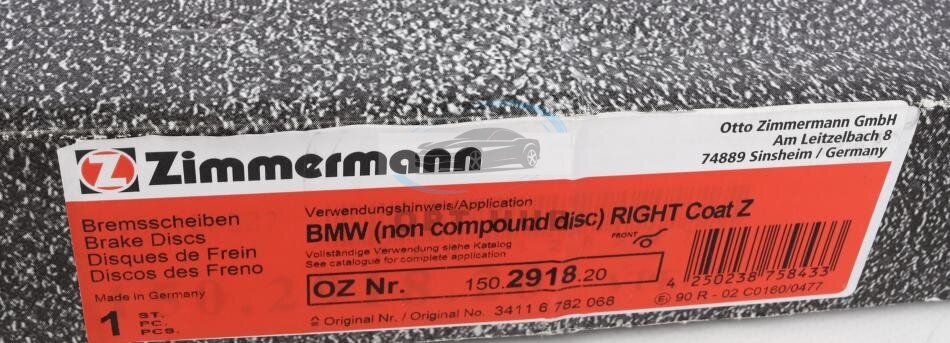 Z Zimmermann
Otto Zimmermann GmbH
Am Leitzelbach 8
74889 Sinsheim / Germany
Bremsscheiben
Brake Discs
Disques de Frein
Discos des Freno
Made in Germany
1 ST.
PC.
PCS.
Verwendungshinweis/Application
BMW (non compound disc) RIGHT Coat Z
Vollständige Verwendung siehe Katalog
See catalogue for complete application
FRONT
OZ Nr. 150.2918.20
≙ Original Nr. / Original No. 3411 6 782 068
4 250238 758433
E1 90 R - 02 C0160/0477